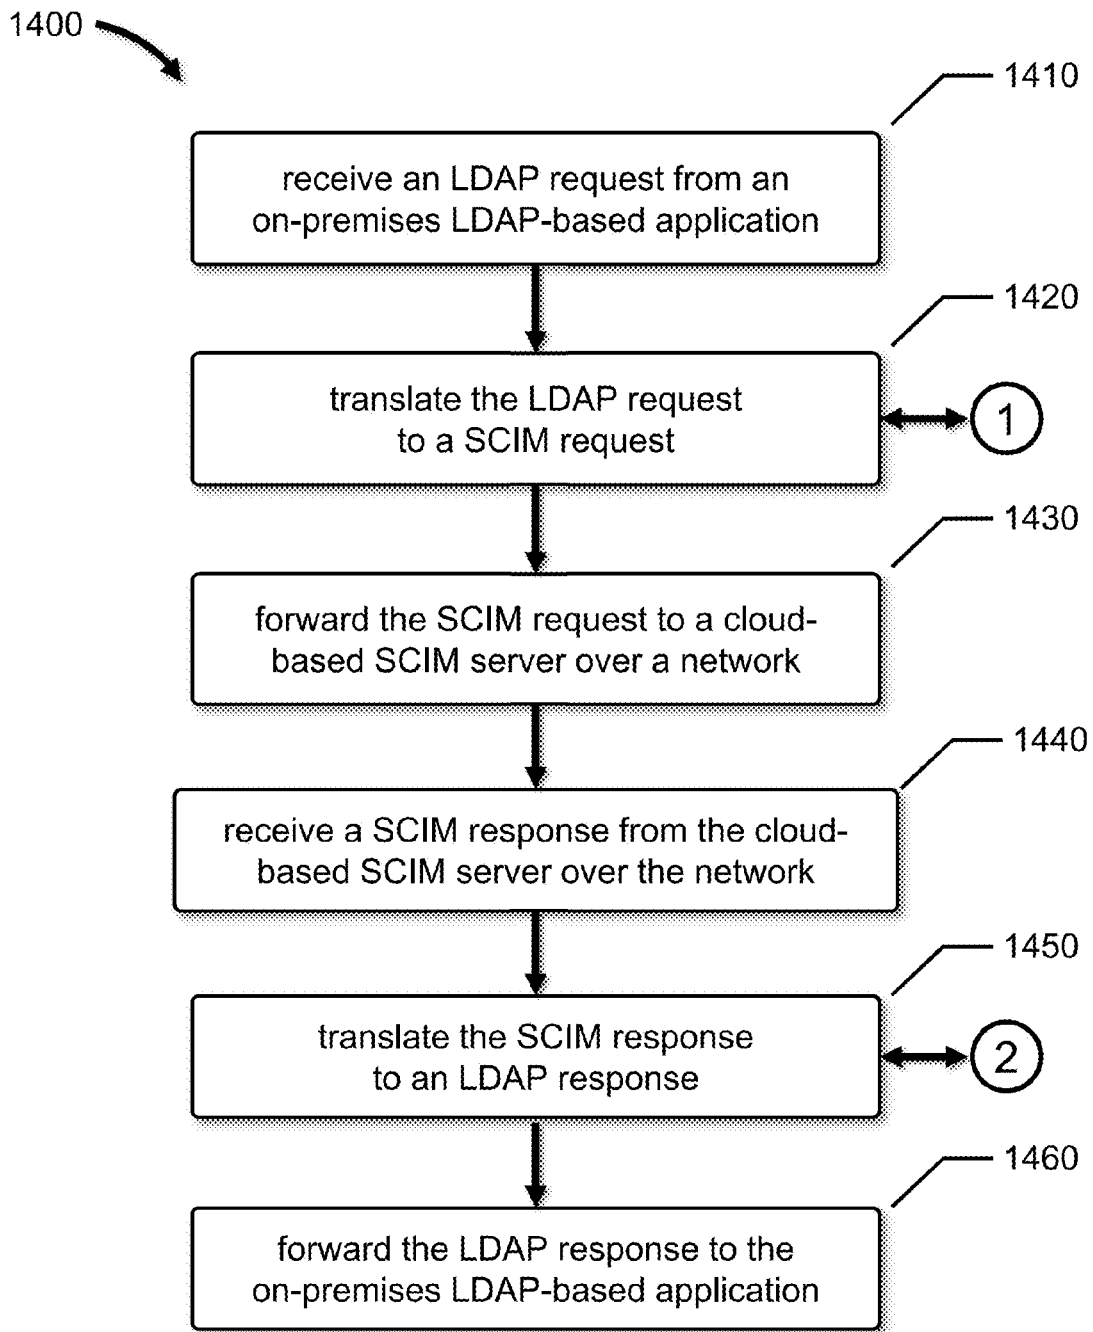 1400
1410
receive an LDAP request from an
on-premises LDAP-based application
1420
translate the LDAP request
to a SCIM request
1
1430
forward the SCIM request to a cloud-
based SCIM server over a network
1440
receive a SCIM response from the cloud-
based SCIM server over the network
1450
translate the SCIM response
to an LDAP response
2
1460
forward the LDAP response to the
on-premises LDAP-based application